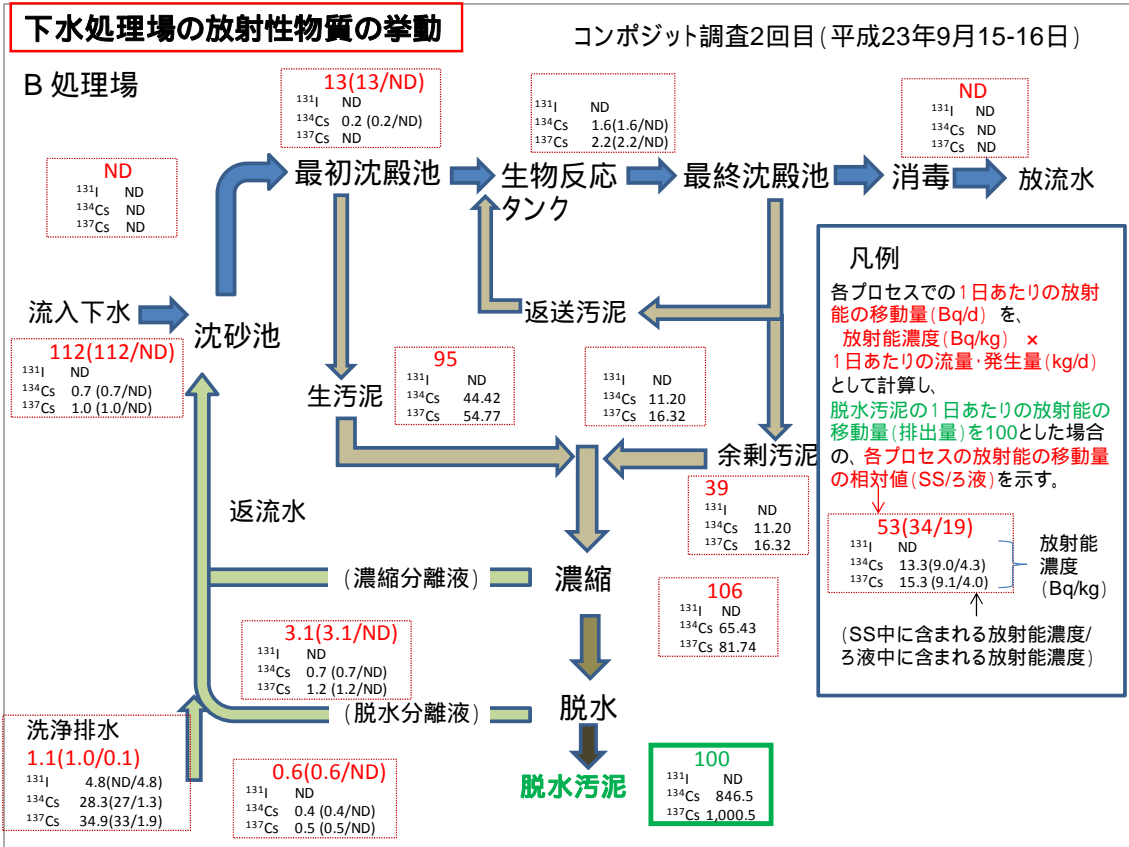 下水処理場の放射性物質の挙動
コンポジット調査2回目(平成23年9月15-16日)
B 処理場
13(13/ND)
131I ND
134Cs 0.2 (0.2/ND)
137Cs ND
131I ND
134Cs 1.6(1.6/ND)
137Cs 2.2(2.2/ND)
ND
131I ND
134Cs ND
137Cs ND
ND
131I ND
134Cs ND
137Cs ND
最初沈殿池
生物反応
タンク
最終沈殿池
消毒
放流水
流入下水
沈砂池
112(112/ND)
131I ND
134Cs 0.7 (0.7/ND)
137Cs 1.0 (1.0/ND)
返送汚泥
生汚泥
95
131I ND
134Cs 44.42
137Cs 54.77
131I ND
134Cs 11.20
137Cs 16.32
余剰汚泥
39
131I ND
134Cs 11.20
137Cs 16.32
返流水
(濃縮分離液)
濃縮
106
131I ND
134Cs 65.43
137Cs 81.74
3.1(3.1/ND)
131I ND
134Cs 0.7 (0.7/ND)
137Cs 1.2 (1.2/ND)
(脱水分離液)
脱水
洗浄排水
1.1(1.0/0.1)
131I 4.8(ND/4.8)
134Cs 28.3(27/1.3)
137Cs 34.9(33/1.9)
0.6(0.6/ND)
131I ND
134Cs 0.4 (0.4/ND)
137Cs 0.5 (0.5/ND)
脱水汚泥
100
131I ND
134Cs 846.5
137Cs 1,000.5
凡例
各プロセスでの1日あたりの放射
能の移動量(Bq/d) を、
放射能濃度(Bq/kg) ×
1日あたりの流量・発生量(kg/d)
として計算し、
脱水汚泥の1日あたりの放射能の
移動量(排出量)を100とした場合
の、各プロセスの放射能の移動量
の相対値(SS/ろ液)を示す。
53(34/19)
131I ND
134Cs 13.3(9.0/4.3)
137Cs 15.3 (9.1/4.0)
放射能
濃度
(Bq/kg)
(SS中に含まれる放射能濃度/
ろ液中に含まれる放射能濃度)